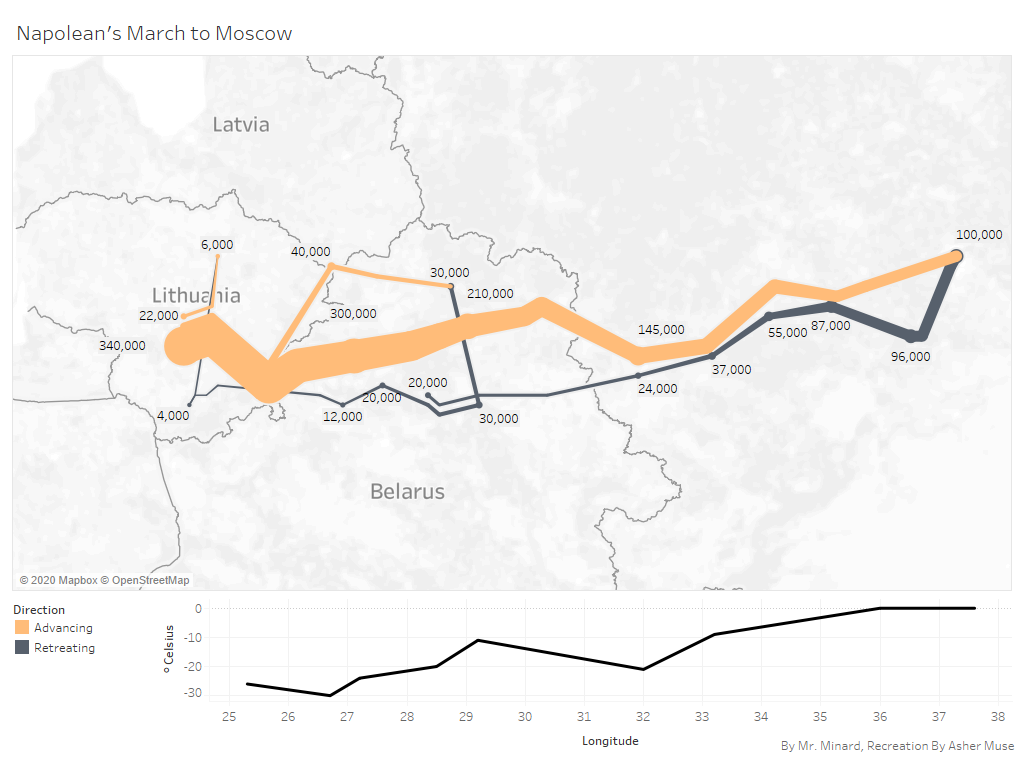 Napolean's March to Moscow
Latvia
6,000
40,000
100,000
30,000
Lithuania
210,000
22,000
300,000
340,000
145,000
55,000
87,000
96,000
37,000
20,000
24,000
20,000
4,000
12,000
30,000
Belarus
© 2020 Mapbox © OpenStreetMap
Direction
Advancing
Retreating
° Celsius
0
-10
-20
-30
25 26 27 28 29 30 31 32 33 34 35 36 37 38
Longitude
By Mr. Minard, Recreation By Asher Muse